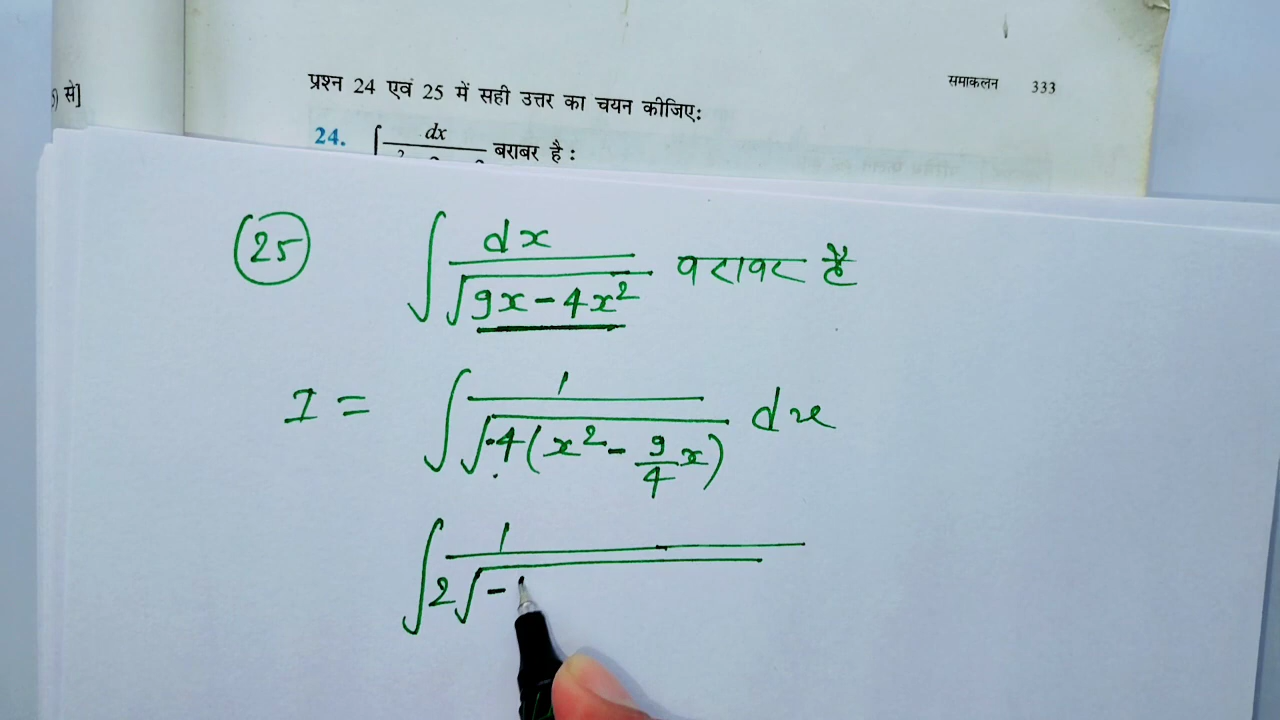 समाकलन 333
) से]
प्रश्न 24 एवं 25 में सही उत्तर का चयन कीजिए:
24. ∫ dx बराबर है :
(25) ∫ dx / √(9x - 4x²) बराबर है
I = ∫ 1 / √(-4(x² - 9/4 x)) dx
∫ 1 / 2√(-